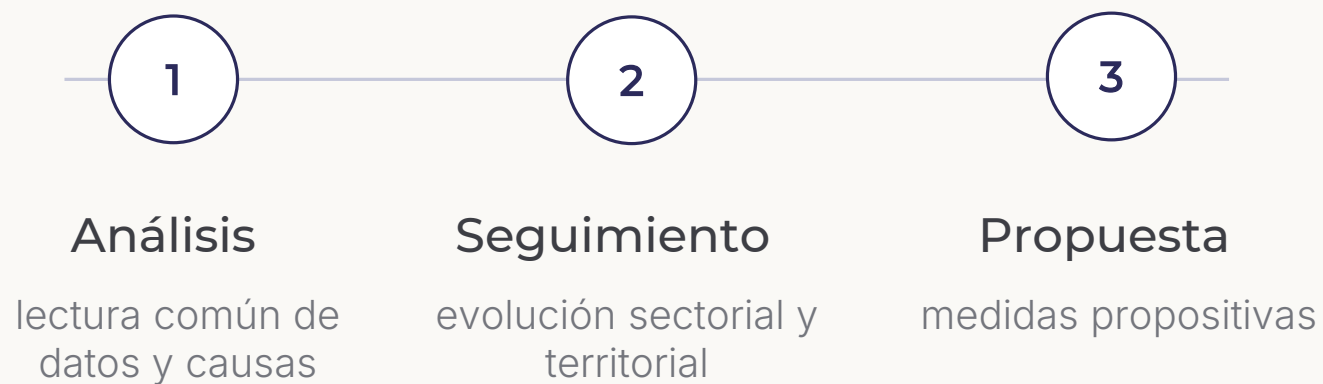 1
2
3
Análisis
Seguimiento
Propuesta
lectura común de
datos y causas
evolución sectorial y
territorial
medidas propositivas